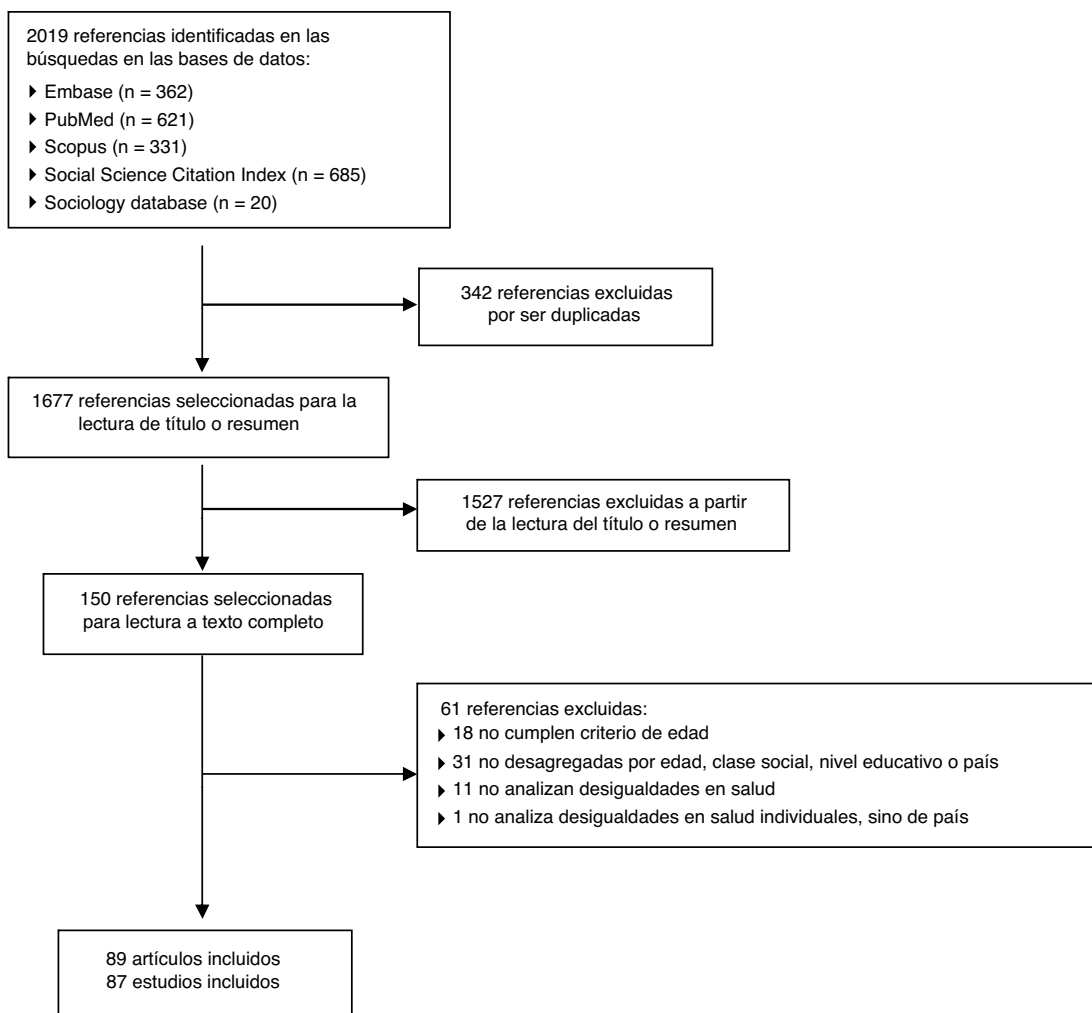 2019 referencias identificadas en las
búsquedas en las bases de datos:
Embase (n = 362)
PubMed (n = 621)
Scopus (n = 331)
Social Science Citation Index (n = 685)
Sociology database (n = 20)
342 referencias excluidas
por ser duplicadas
1677 referencias seleccionadas para la
lectura de título o resumen
1527 referencias excluidas a partir
de la lectura del título o resumen
150 referencias seleccionadas
para lectura a texto completo
61 referencias excluidas:
18 no cumplen criterio de edad
31 no desagregadas por edad, clase social, nivel educativo o país
11 no analizan desigualdades en salud
1 no analiza desigualdades en salud individuales, sino de país
89 artículos incluidos
87 estudios incluidos